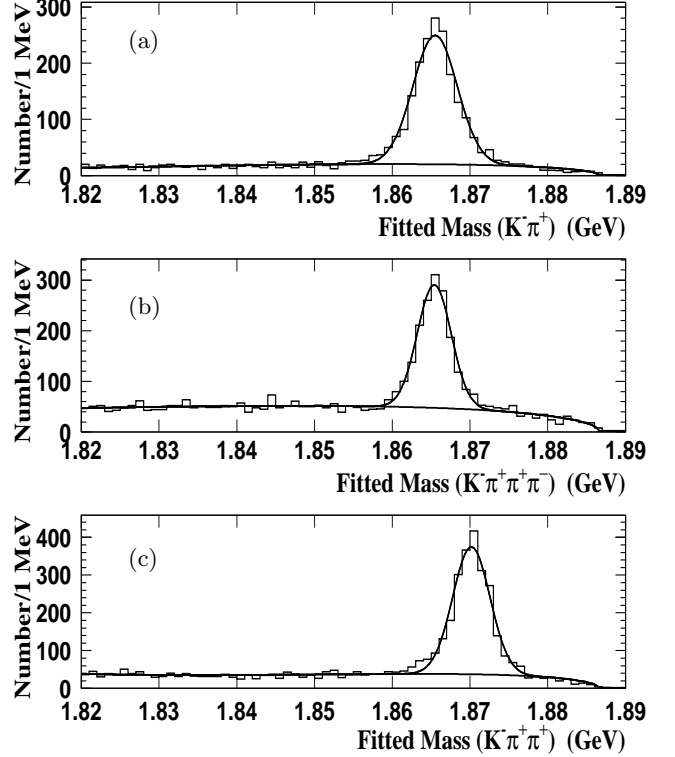 300
200
100
0
Number/1 MeV
(a)
1.82 1.83 1.84 1.85 1.86 1.87 1.88 1.89
Fitted Mass (K⁻π⁺) (GeV)
300
200
100
0
Number/1 MeV
(b)
1.82 1.83 1.84 1.85 1.86 1.87 1.88 1.89
Fitted Mass (K⁻π⁺π⁺π⁻) (GeV)
400
300
200
100
0
Number/1 MeV
(c)
1.82 1.83 1.84 1.85 1.86 1.87 1.88 1.89
Fitted Mass (K⁻π⁺π⁺) (GeV)